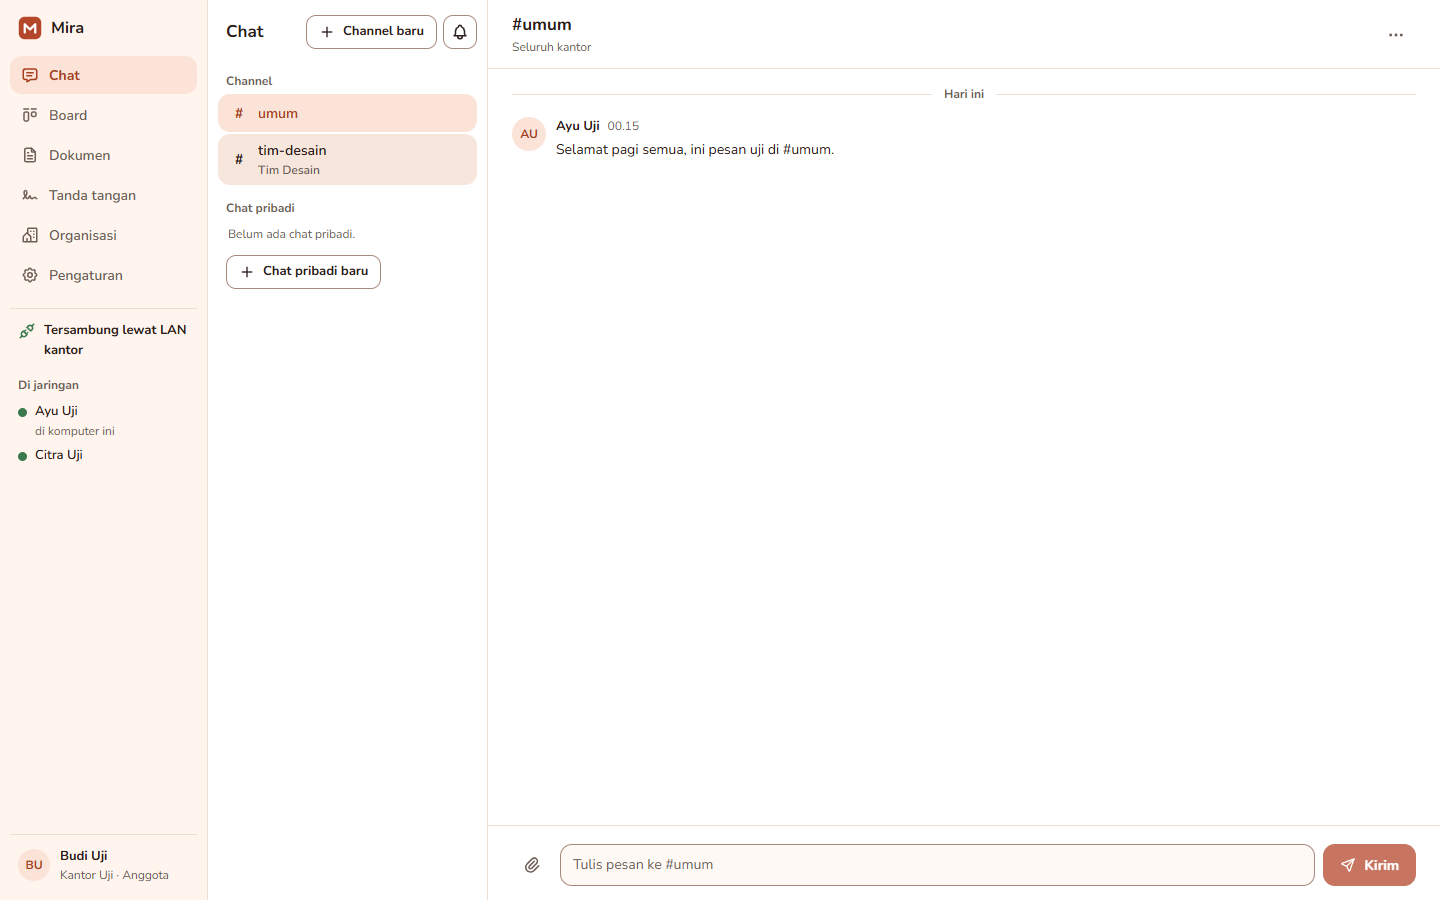 Mira
Chat
Board
Dokumen
Tanda tangan
Organisasi
Pengaturan
Tersambung lewat LAN
kantor
Di jaringan
Ayu Uji
di komputer ini
Citra Uji
BU
Budi Uji
Kantor Uji · Anggota
Chat
+ Channel baru
Channel
# umum
# tim-desain
Tim Desain
Chat pribadi
Belum ada chat pribadi.
+ Chat pribadi baru
#umum
Seluruh kantor
Hari ini
AU
Ayu Uji 00.15
Selamat pagi semua, ini pesan uji di #umum.
Tulis pesan ke #umum
Kirim